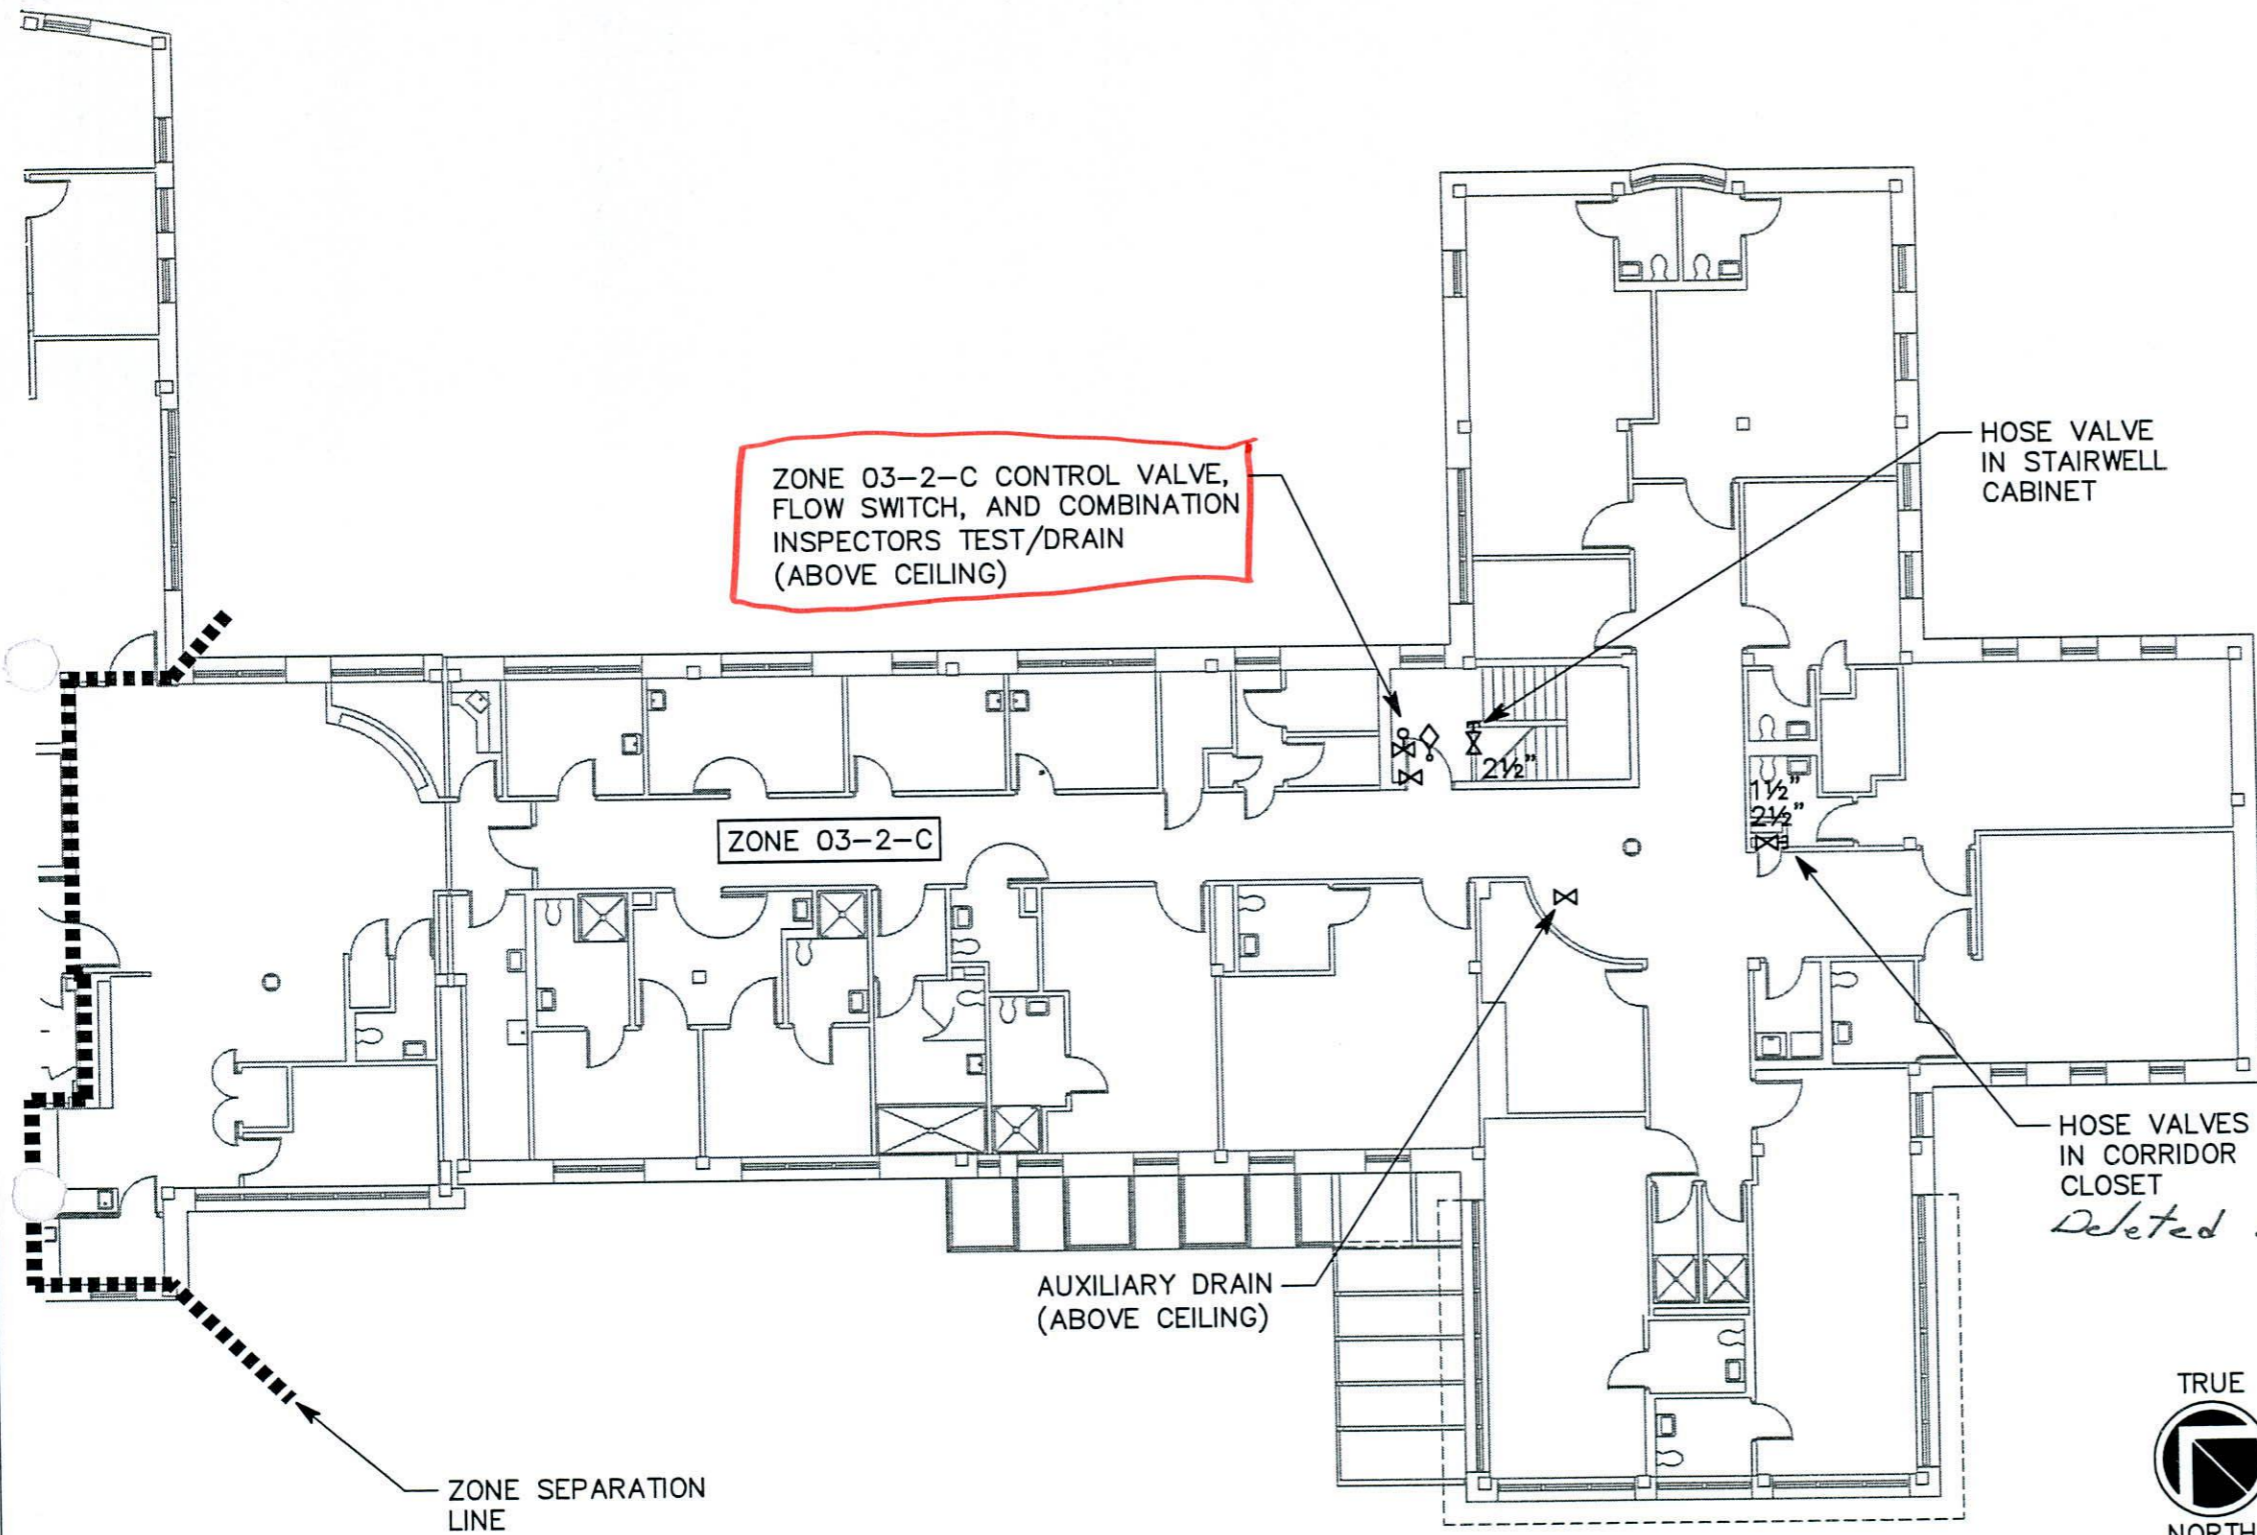 ZONE 03-2-C CONTROL VALVE,
FLOW SWITCH, AND COMBINATION
INSPECTORS TEST/DRAIN
(ABOVE CEILING)
HOSE VALVE
IN STAIRWELL
CABINET
2½"
1½"
2½"
ZONE 03-2-C
HOSE VALVES
IN CORRIDOR
CLOSET
Deleted
AUXILIARY DRAIN
(ABOVE CEILING)
ZONE SEPARATION
LINE
TRUE
NORTH